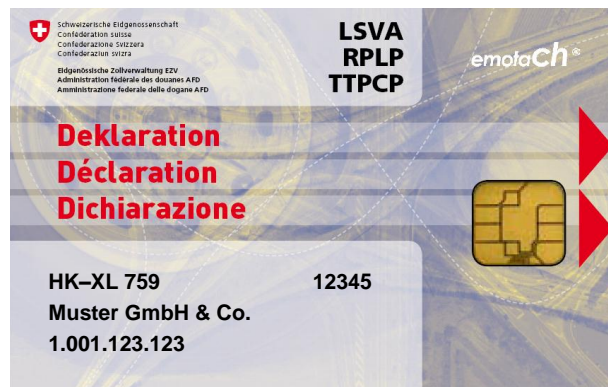 Schweizerische Eidgenossenschaft
Confédération suisse
Confederazione Svizzera
Confederaziun svizra
Eidgenössische Zollverwaltung EZV
Administration fédérale des douanes AFD
Amministrazione federale delle dogane AFD
LSVA
RPLP
TTPCP
emotaCh®
Deklaration
Déclaration
Dichiarazione
HK–XL 759 12345
Muster GmbH & Co.
1.001.123.123